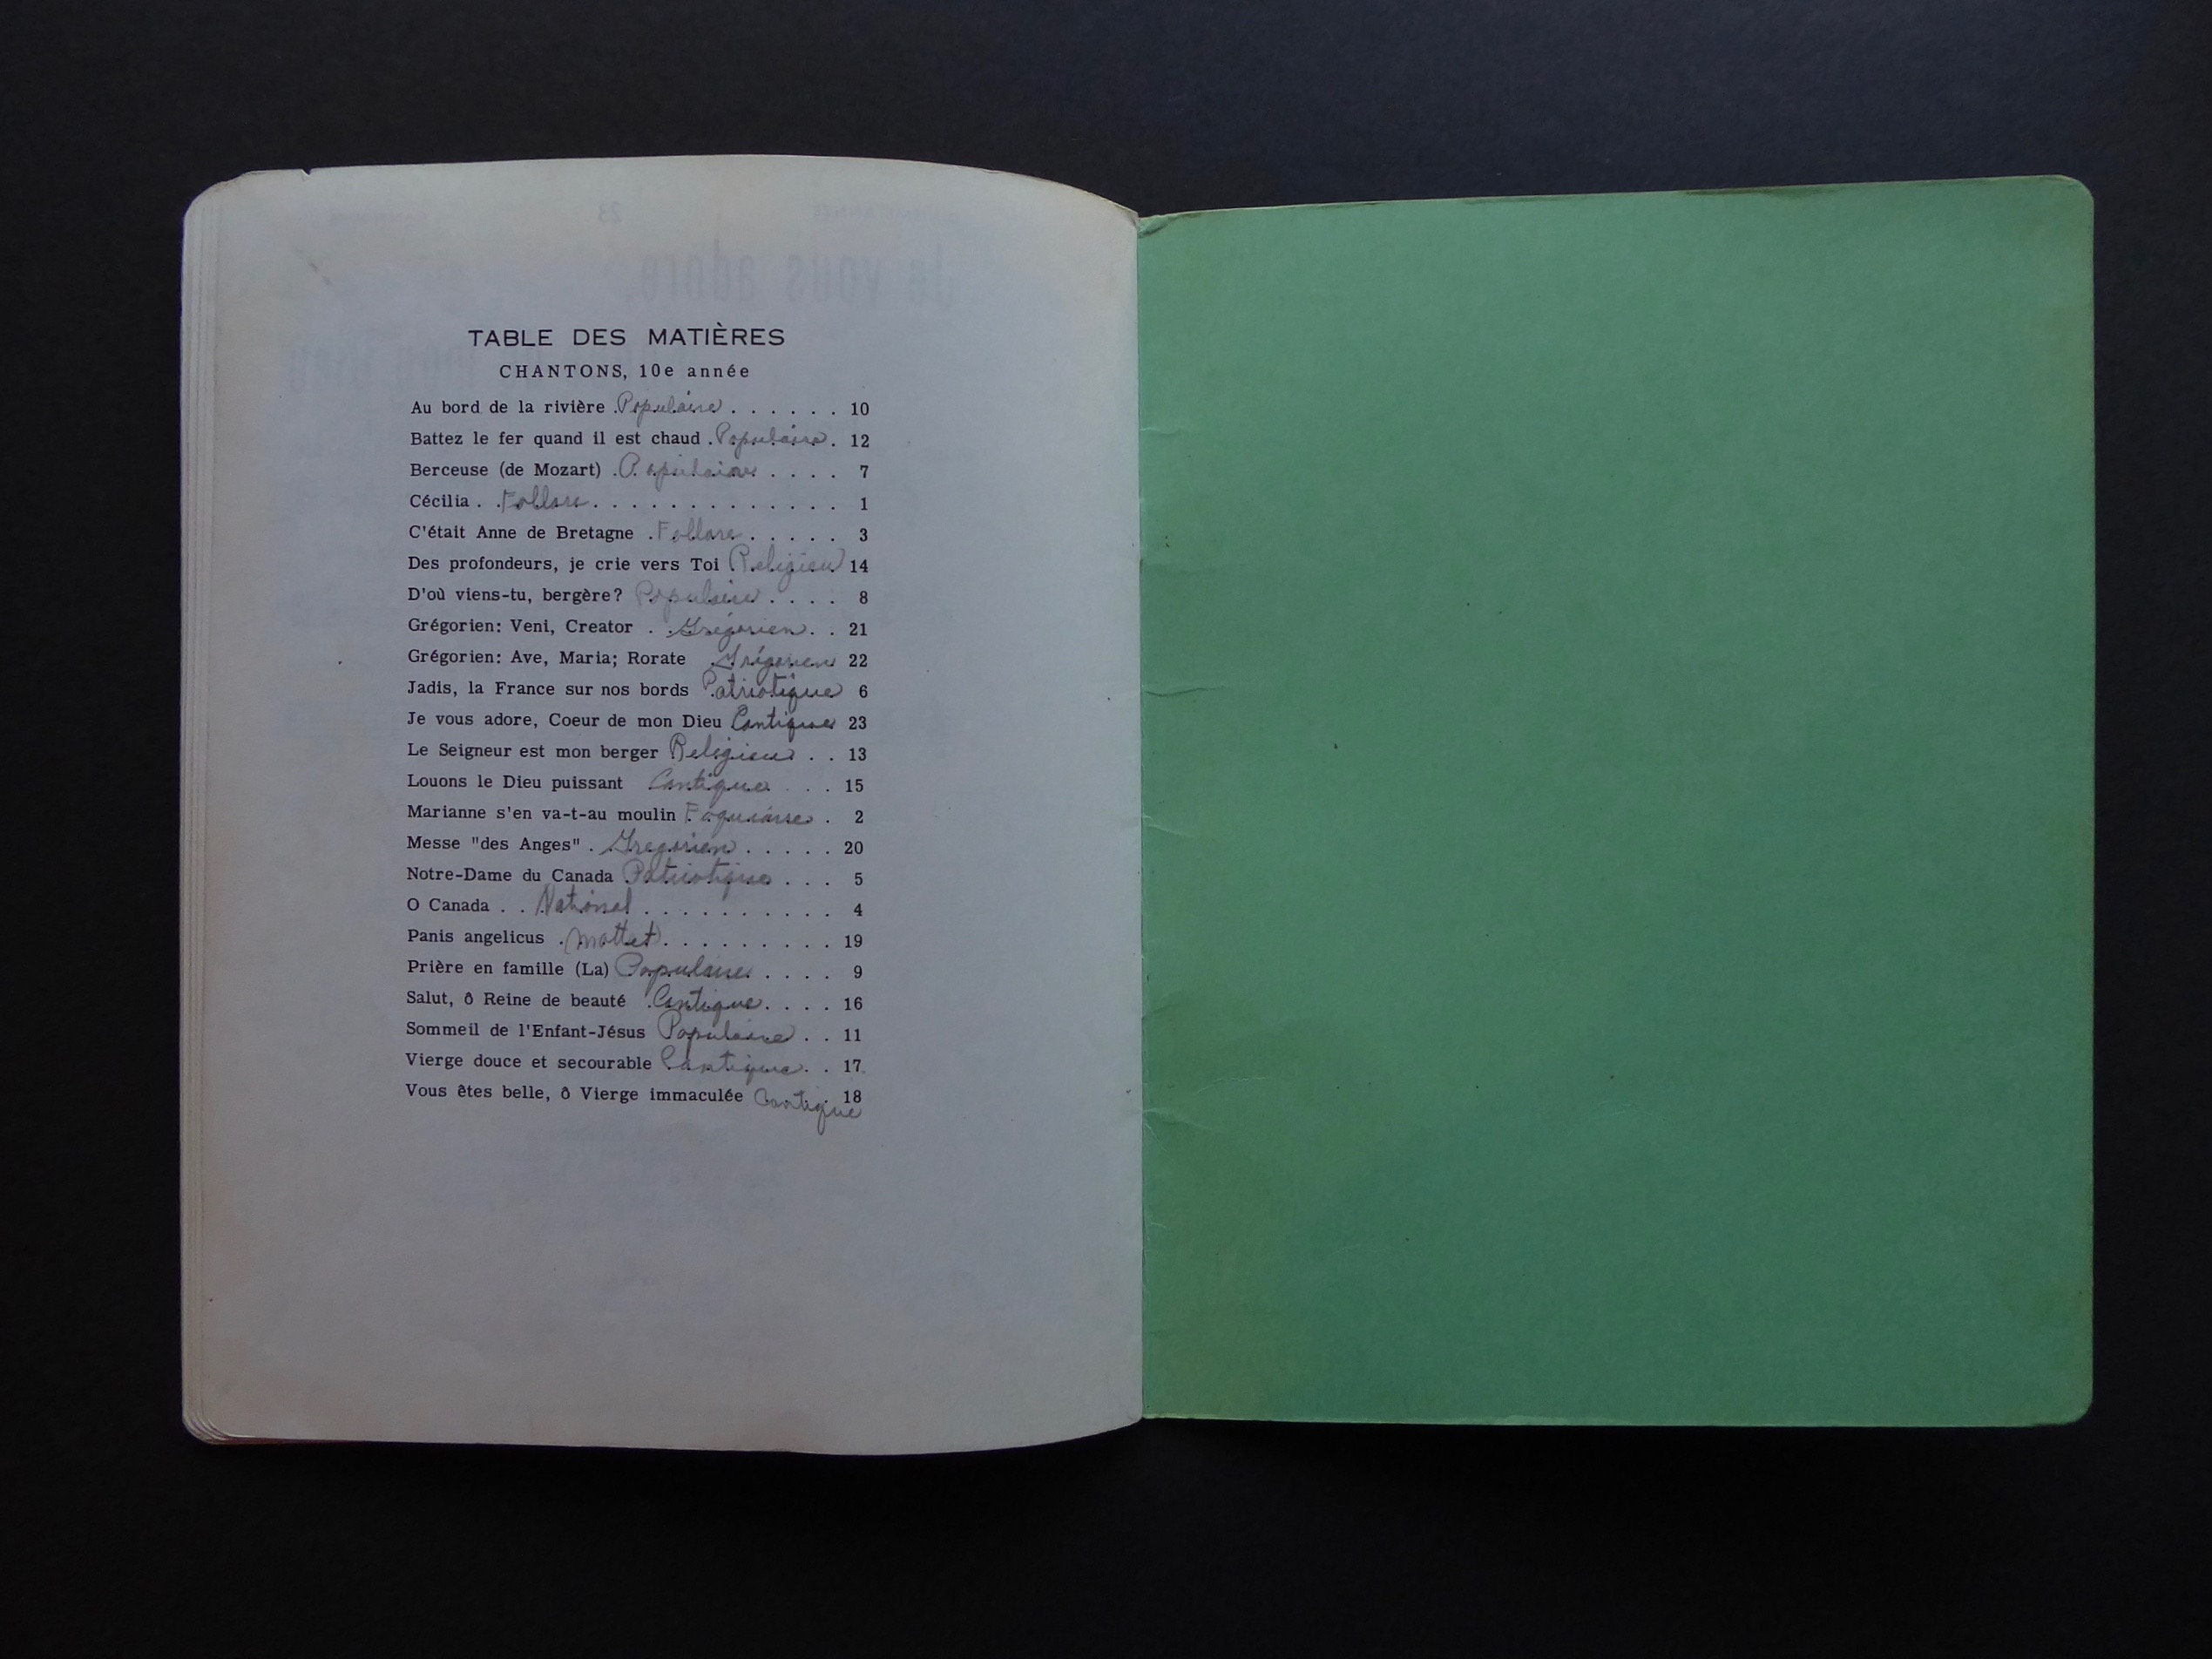 TABLE DES MATIÈRES
CHANTONS, 10e année
Au bord de la rivière .Populaire . . . . . . 10
Battez le fer quand il est chaud . Populaire . 12
Berceuse (de Mozart) . Populaire . . . . 7
Cécilia . . Follore . . . . . . . . . . . . . 1
C'était Anne de Bretagne . Follore . . . . . 3
Des profondeurs, je crie vers Toi Religieu 14
D'où viens-tu, bergère? Populaire . . . . 8
Grégorien: Veni, Creator . . Grégorien . . 21
Grégorien: Ave, Maria; Rorate Grégorien 22
Jadis, la France sur nos bords Patriotique 6
Je vous adore, Coeur de mon Dieu Cantique 23
Le Seigneur est mon berger Religieu . . 13
Louons le Dieu puissant Cantique . . . 15
Marianne s'en va-t-au moulin . 2
Messe "des Anges" . Gregorien . . . . . 20
Notre-Dame du Canada Patriotique . . . 5
O Canada . . National . . . . . . . . . . 4
Panis angelicus . Mottet . . . . . . . . . 19
Prière en famille (La) Populaire . . . . 9
Salut, ô Reine de beauté . Cantique . . . . 16
Sommeil de l'Enfant-Jésus Populaire . . 11
Vierge douce et secourable Cantique . . 17
Vous êtes belle, ô Vierge immaculée Cantique . 18